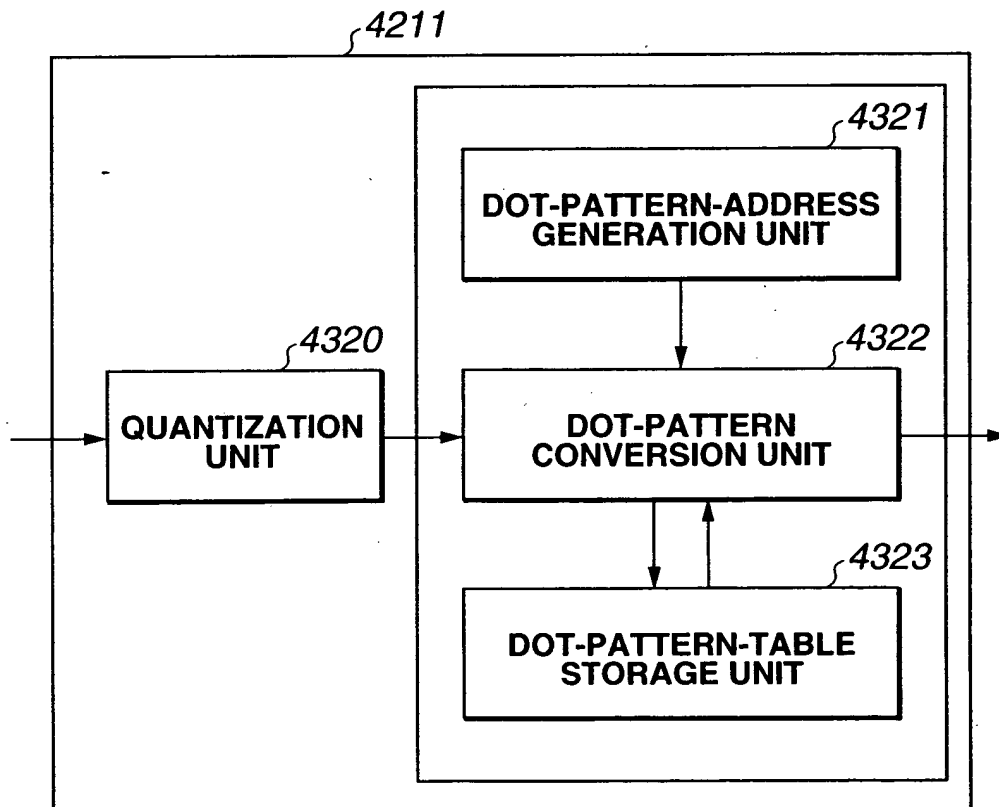 4211
4321
DOT-PATTERN-ADDRESS
GENERATION UNIT
4320
QUANTIZATION
UNIT
4322
DOT-PATTERN
CONVERSION UNIT
4323
DOT-PATTERN-TABLE
STORAGE UNIT